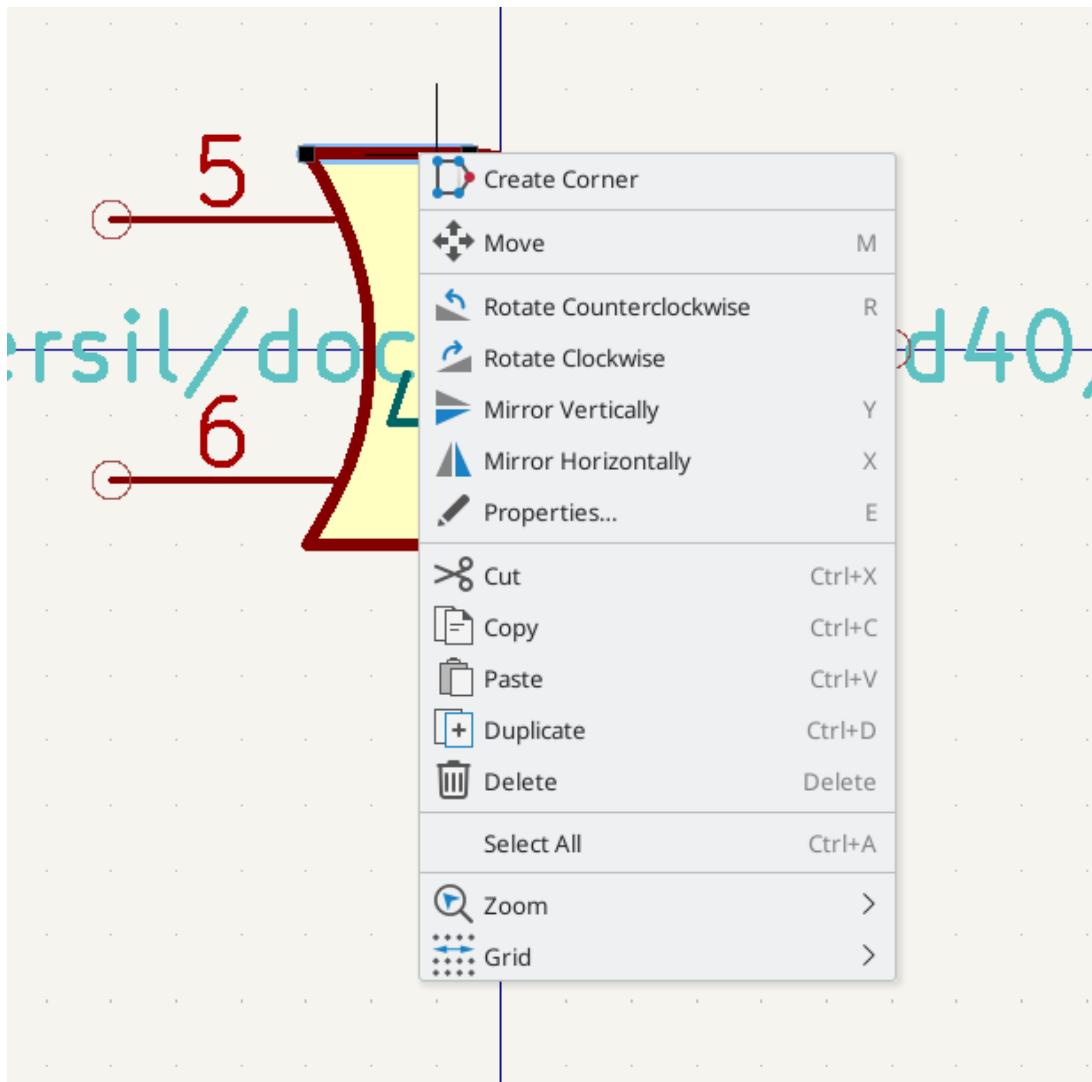 5
Create Corner
Move M
Rotate Counterclockwise R
ersil/doc d40/
Rotate Clockwise
6
Mirror Vertically Y
Mirror Horizontally X
Properties... E
Cut Ctrl+X
Copy Ctrl+C
Paste Ctrl+V
Duplicate Ctrl+D
Delete Delete
Select All Ctrl+A
Zoom
Grid